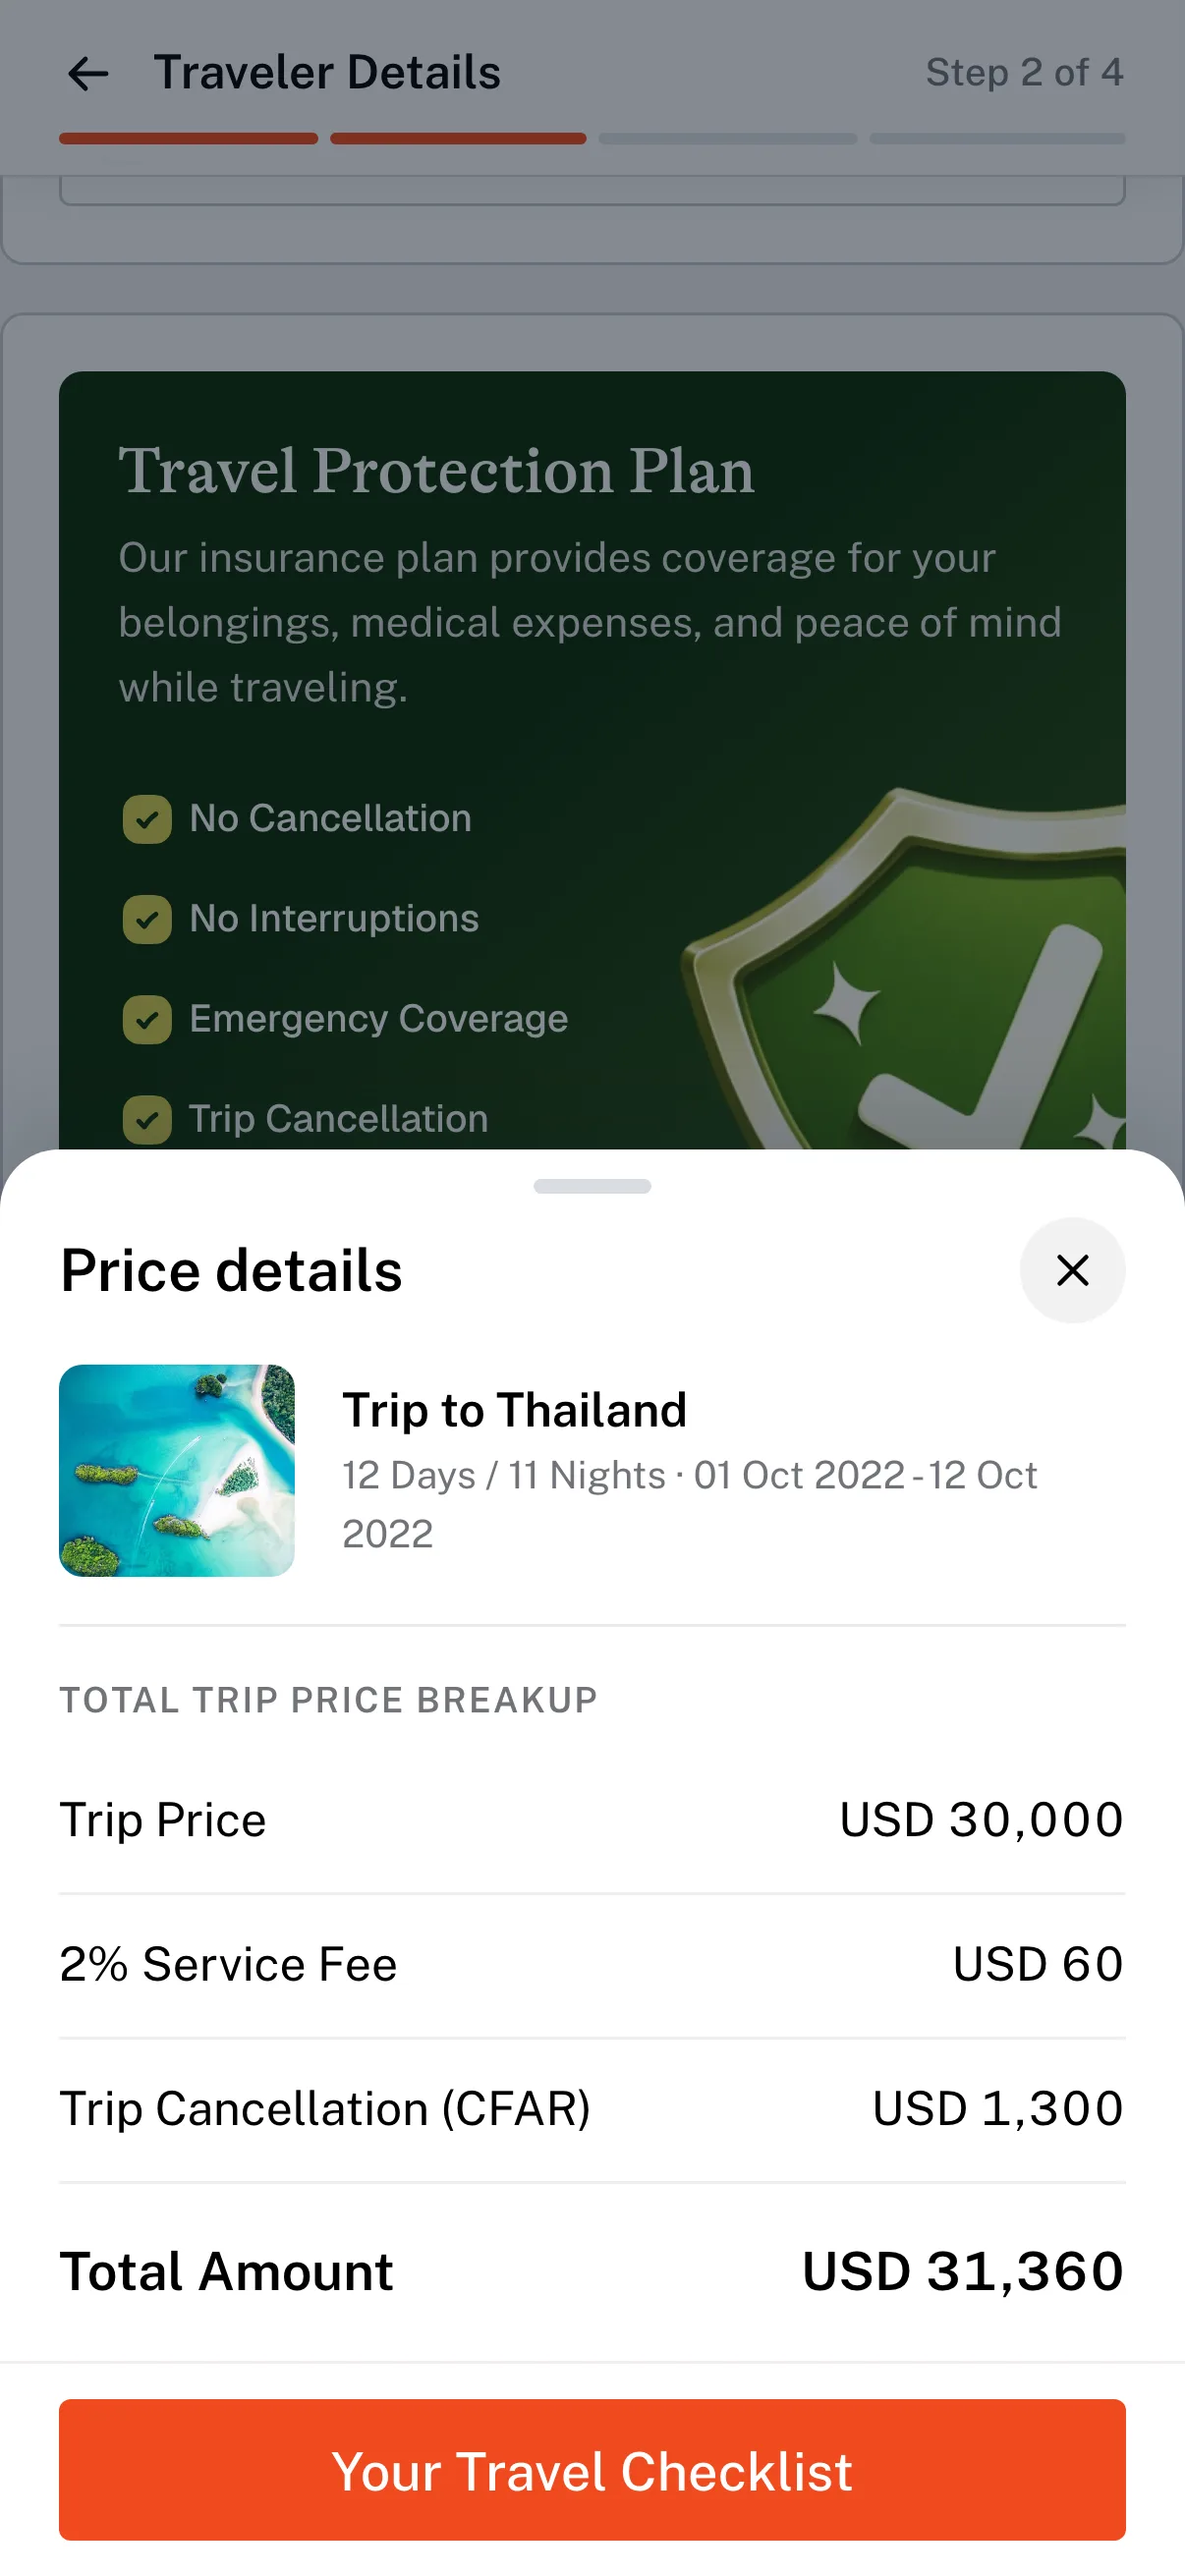 Traveler Details
Step 2 of 4
Travel Protection Plan
Our insurance plan provides coverage for your
belongings, medical expenses, and peace of mind
while traveling.
No Cancellation
No Interruptions
Emergency Coverage
Trip Cancellation
Price details
Trip to Thailand
12 Days / 11 Nights · 01 Oct 2022 - 12 Oct
2022
TOTAL TRIP PRICE BREAKUP
Trip Price USD 30,000
2% Service Fee USD 60
Trip Cancellation (CFAR) USD 1,300
Total Amount USD 31,360
Your Travel Checklist